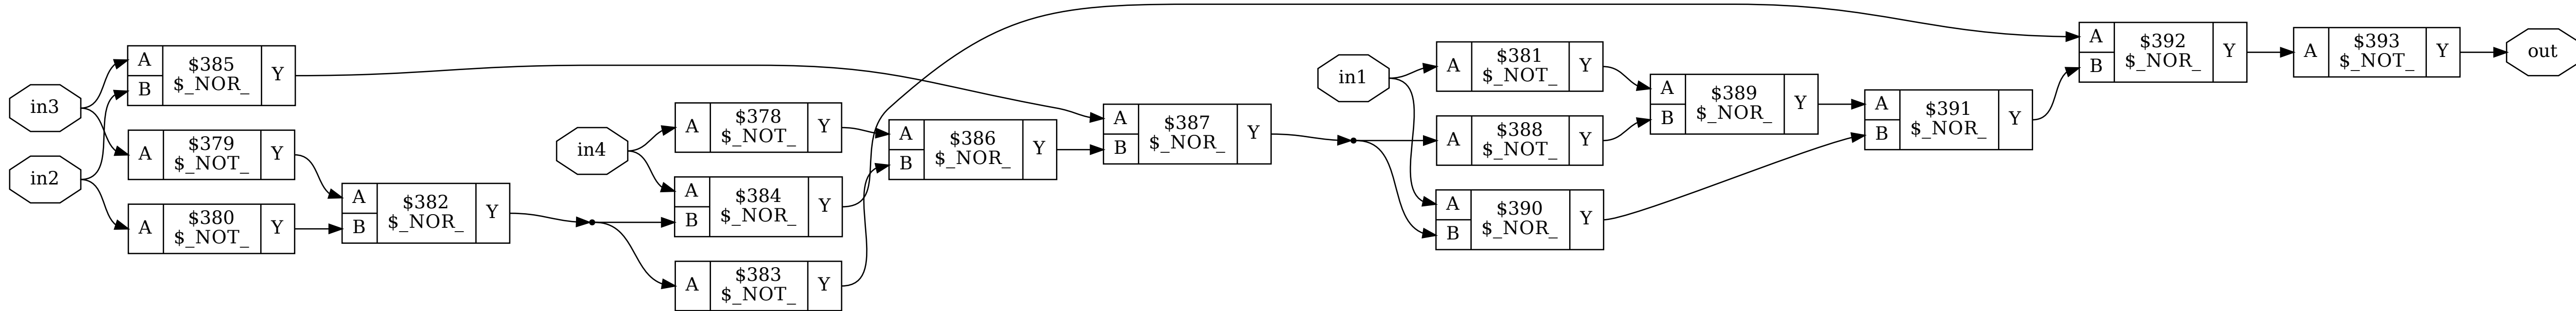 in3
in2
A
B
$385
$_NOR_
Y
A
$379
$_NOT_
Y
A
$380
$_NOT_
Y
A
B
$382
$_NOR_
Y
in4
A
$378
$_NOT_
Y
A
B
$384
$_NOR_
Y
A
$383
$_NOT_
Y
A
B
$386
$_NOR_
Y
A
B
$387
$_NOR_
Y
in1
A
$381
$_NOT_
Y
A
$388
$_NOT_
Y
A
B
$390
$_NOR_
Y
A
B
$389
$_NOR_
Y
A
B
$391
$_NOR_
Y
A
B
$392
$_NOR_
Y
A
$393
$_NOT_
Y
out